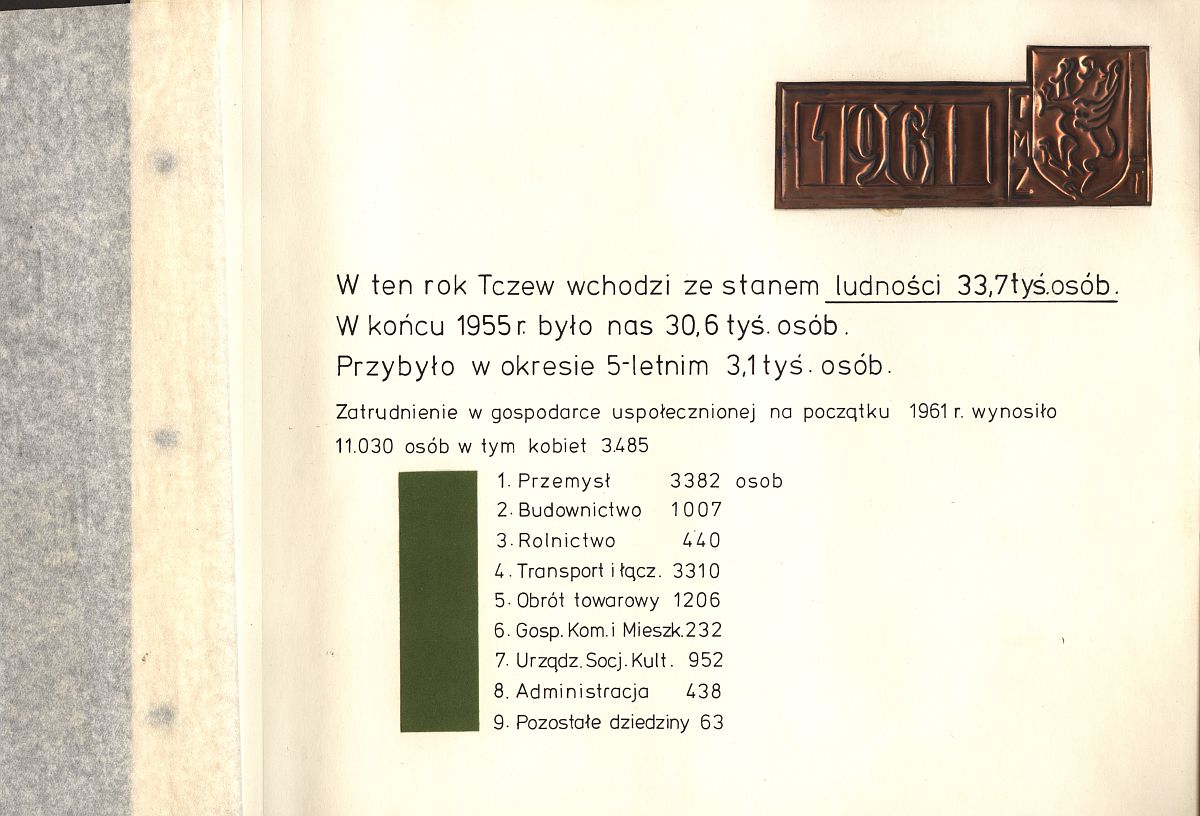 1961
W ten rok Tczew wchodzi ze stanem ludności 33,7 tyś. osób.
W końcu 1955 r. było nas 30,6 tyś. osób.
Przybyło w okresie 5-letnim 3,1 tyś. osób.
Zatrudnienie w gospodarce uspołecznionej na początku 1961 r. wynosiło
11.030 osób w tym kobiet 3.485
1. Przemysł 3382 osob
2. Budownictwo 1007
3. Rolnictwo 440
4. Transport i łącz. 3310
5. Obrót towarowy 1206
6. Gosp. Kom. i Mieszk. 232
7. Urządz. Socj. Kult. 952
8. Administracja 438
9. Pozostałe dziedziny 63